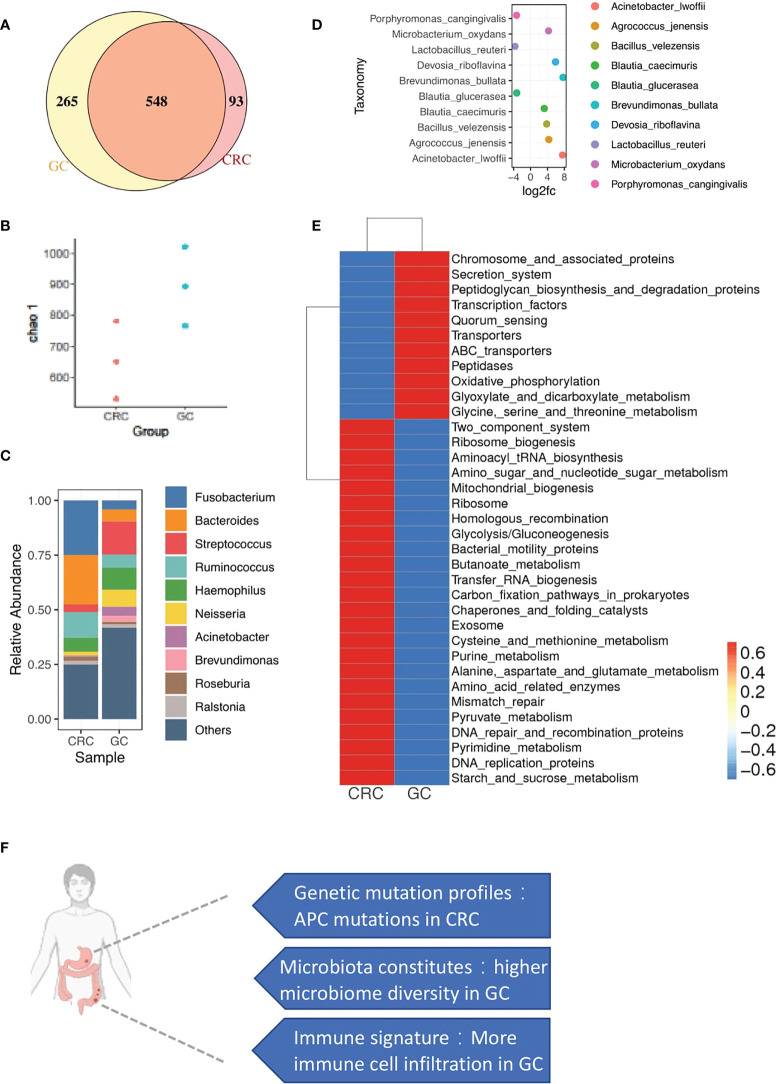 A
265
548
93
GC
CRC
B
1000
900
800
700
600
chao 1
CRC
GC
Group
C
1.00
0.75
0.50
0.25
0.00
Relative Abundance
CRC
GC
Sample
Fusobacterium
Bacteroides
Streptococcus
Ruminococcus
Haemophilus
Neisseria
Acinetobacter
Brevundimonas
Roseburia
Ralstonia
Others
D
Taxonomy
Porphyromonas_cangingivalis
Microbacterium_oxydans
Lactobacillus_reuteri
Devosia_riboflavina
Brevundimonas_bullata
Blautia_glucerasea
Blautia_caecimuris
Bacillus_velezensis
Agrococcus_jenensis
Acinetobacter_lwoffii
−4 0 4 8
log2fc
Acinetobacter_lwoffii
Agrococcus_jenensis
Bacillus_velezensis
Blautia_caecimuris
Blautia_glucerasea
Brevundimonas_bullata
Devosia_riboflavina
Lactobacillus_reuteri
Microbacterium_oxydans
Porphyromonas_cangingivalis
E
Chromosome_and_associated_proteins
Secretion_system
Peptidoglycan_biosynthesis_and_degradation_proteins
Transcription_factors
Quorum_sensing
Transporters
ABC_transporters
Peptidases
Oxidative_phosphorylation
Glyoxylate_and_dicarboxylate_metabolism
Glycine,_serine_and_threonine_metabolism
Two_component_system
Ribosome_biogenesis
Aminoacyl_tRNA_biosynthesis
Amino_sugar_and_nucleotide_sugar_metabolism
Mitochondrial_biogenesis
Ribosome
Homologous_recombination
Glycolysis/Gluconeogenesis
Bacterial_motility_proteins
Butanoate_metabolism
Transfer_RNA_biogenesis
Carbon_fixation_pathways_in_prokaryotes
Chaperones_and_folding_catalysts
Exosome
Cysteine_and_methionine_metabolism
Purine_metabolism
Alanine,_aspartate_and_glutamate_metabolism
Amino_acid_related_enzymes
Mismatch_repair
Pyruvate_metabolism
DNA_repair_and_recombination_proteins
Pyrimidine_metabolism
DNA_replication_proteins
Starch_and_sucrose_metabolism
CRC
GC
0.6
0.4
0.2
0
−0.2
−0.4
−0.6
F
Genetic mutation profiles：
APC mutations in CRC
Microbiota constitutes：higher
microbiome diversity in GC
Immune signature：More
immune cell infiltration in GC